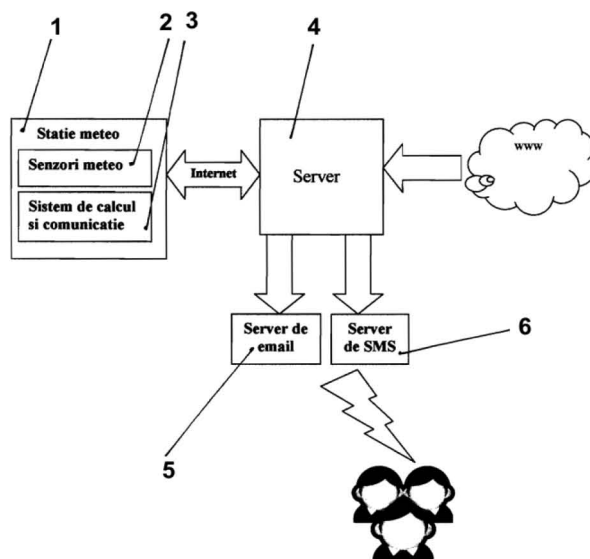 1
2
3
4
Statie meteo
Senzori meteo
Sistem de calcul
si comunicatie
Internet
Server
www
Server de
email
Server
de SMS
6
5